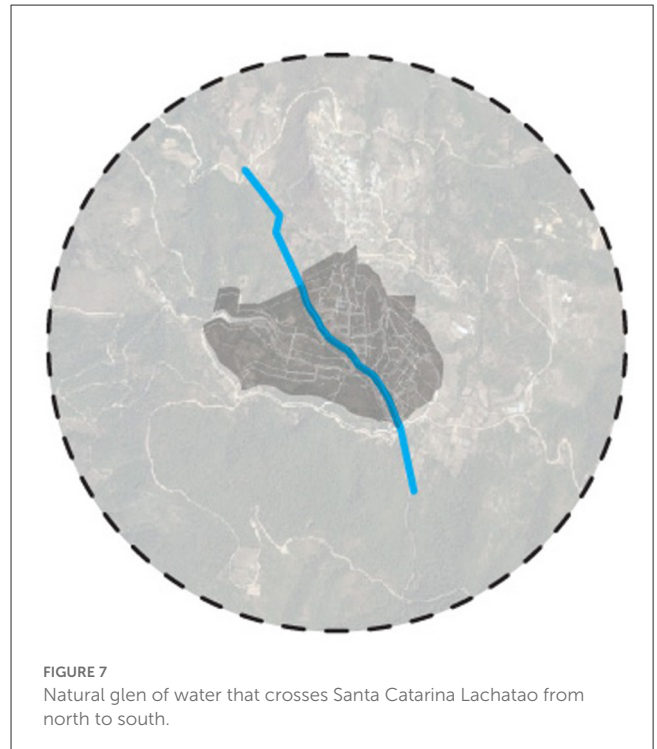 FIGURE 7
Natural glen of water that crosses Santa Catarina Lachatao from
north to south.